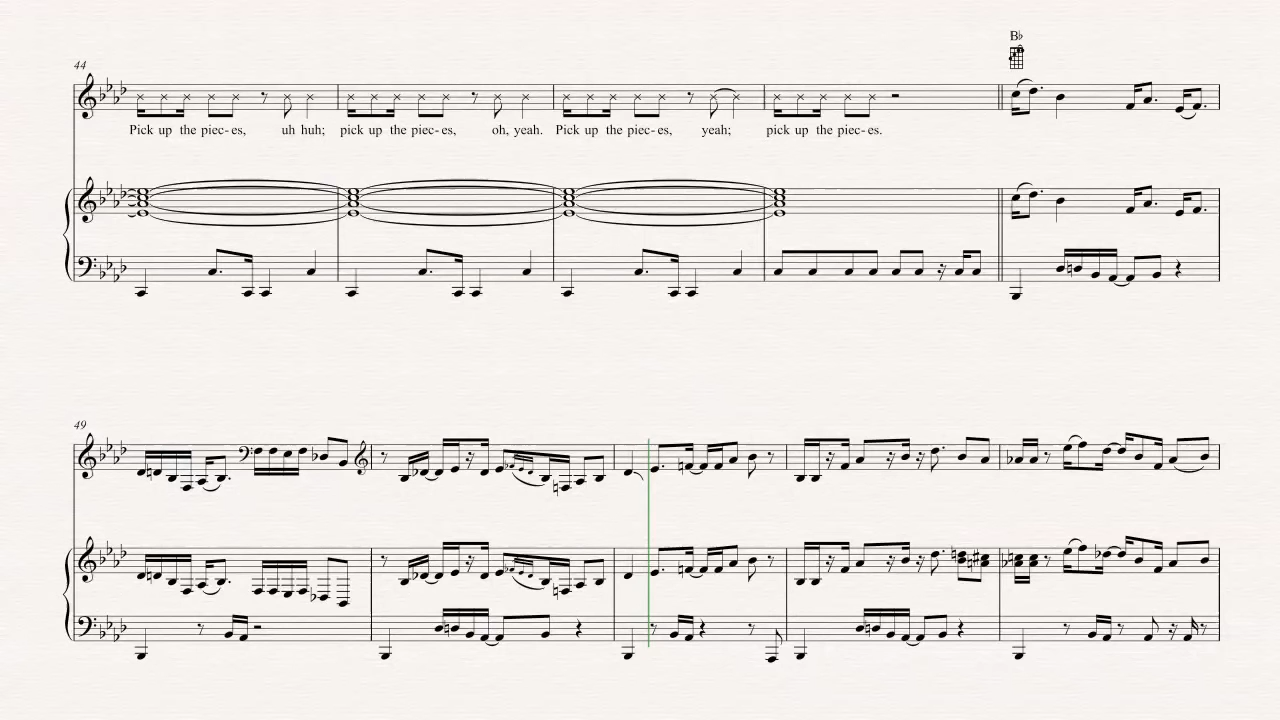 B♭
44
Pick up the piec-es, uh huh; pick up the piec-es, oh, yeah. Pick up the piec-es, yeah; pick up the piec-es.
49